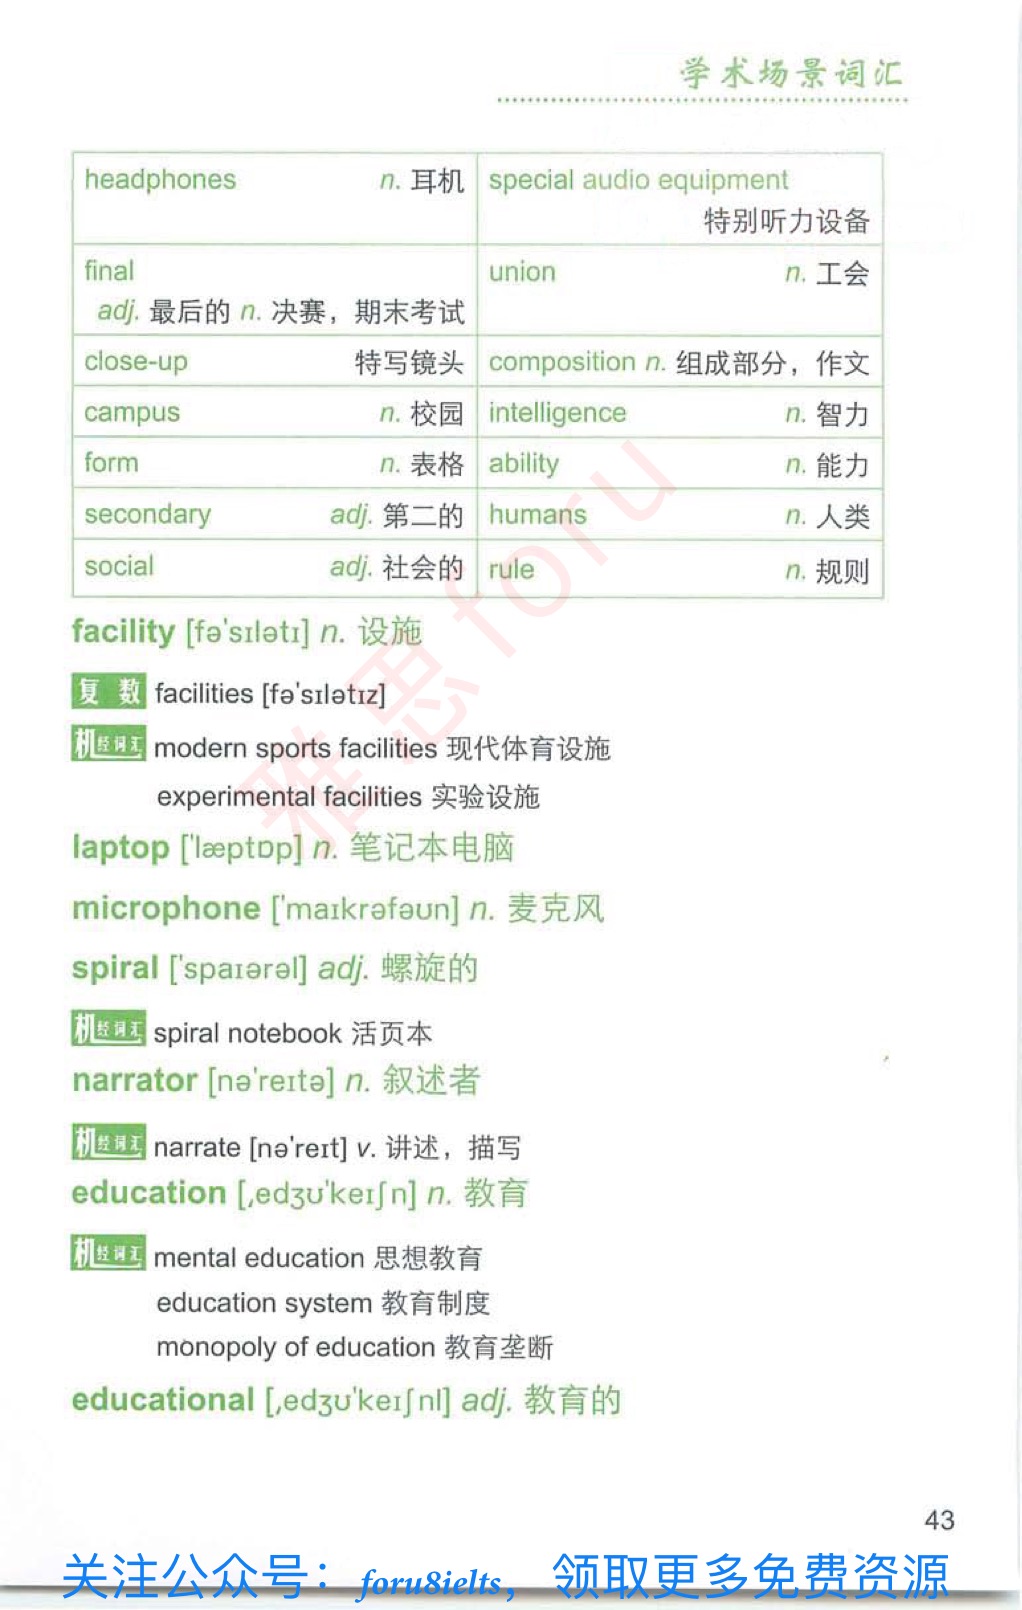 学术场景词汇
headphones n. 耳机 special audio equipment
特别听力设备
final union n. 工会
adj. 最后的 n. 决赛，期末考试
close-up 特写镜头 composition n. 组成部分，作文
campus n. 校园 intelligence n. 智力
form n. 表格 ability n. 能力
secondary adj. 第二的 humans n. 人类
social adj. 社会的 rule n. 规则
facility [fə'sɪlətɪ] n. 设施
复数 facilities [fə'sɪlətɪz]
机经词汇 modern sports facilities 现代体育设施
experimental facilities 实验设施
laptop ['læptɒp] n. 笔记本电脑
microphone ['maɪkrəfəʊn] n. 麦克风
spiral ['spaɪərəl] adj. 螺旋的
机经词汇 spiral notebook 活页本
narrator [nə'reɪtə] n. 叙述者
机经词汇 narrate [nə'reɪt] v. 讲述，描写
education [ˌedʒʊ'keɪʃn] n. 教育
机经词汇 mental education 思想教育
education system 教育制度
monopoly of education 教育垄断
educational [ˌedʒʊ'keɪʃnl] adj. 教育的
43
雅思foru
关注公众号：foru8ielts，领取更多免费资源